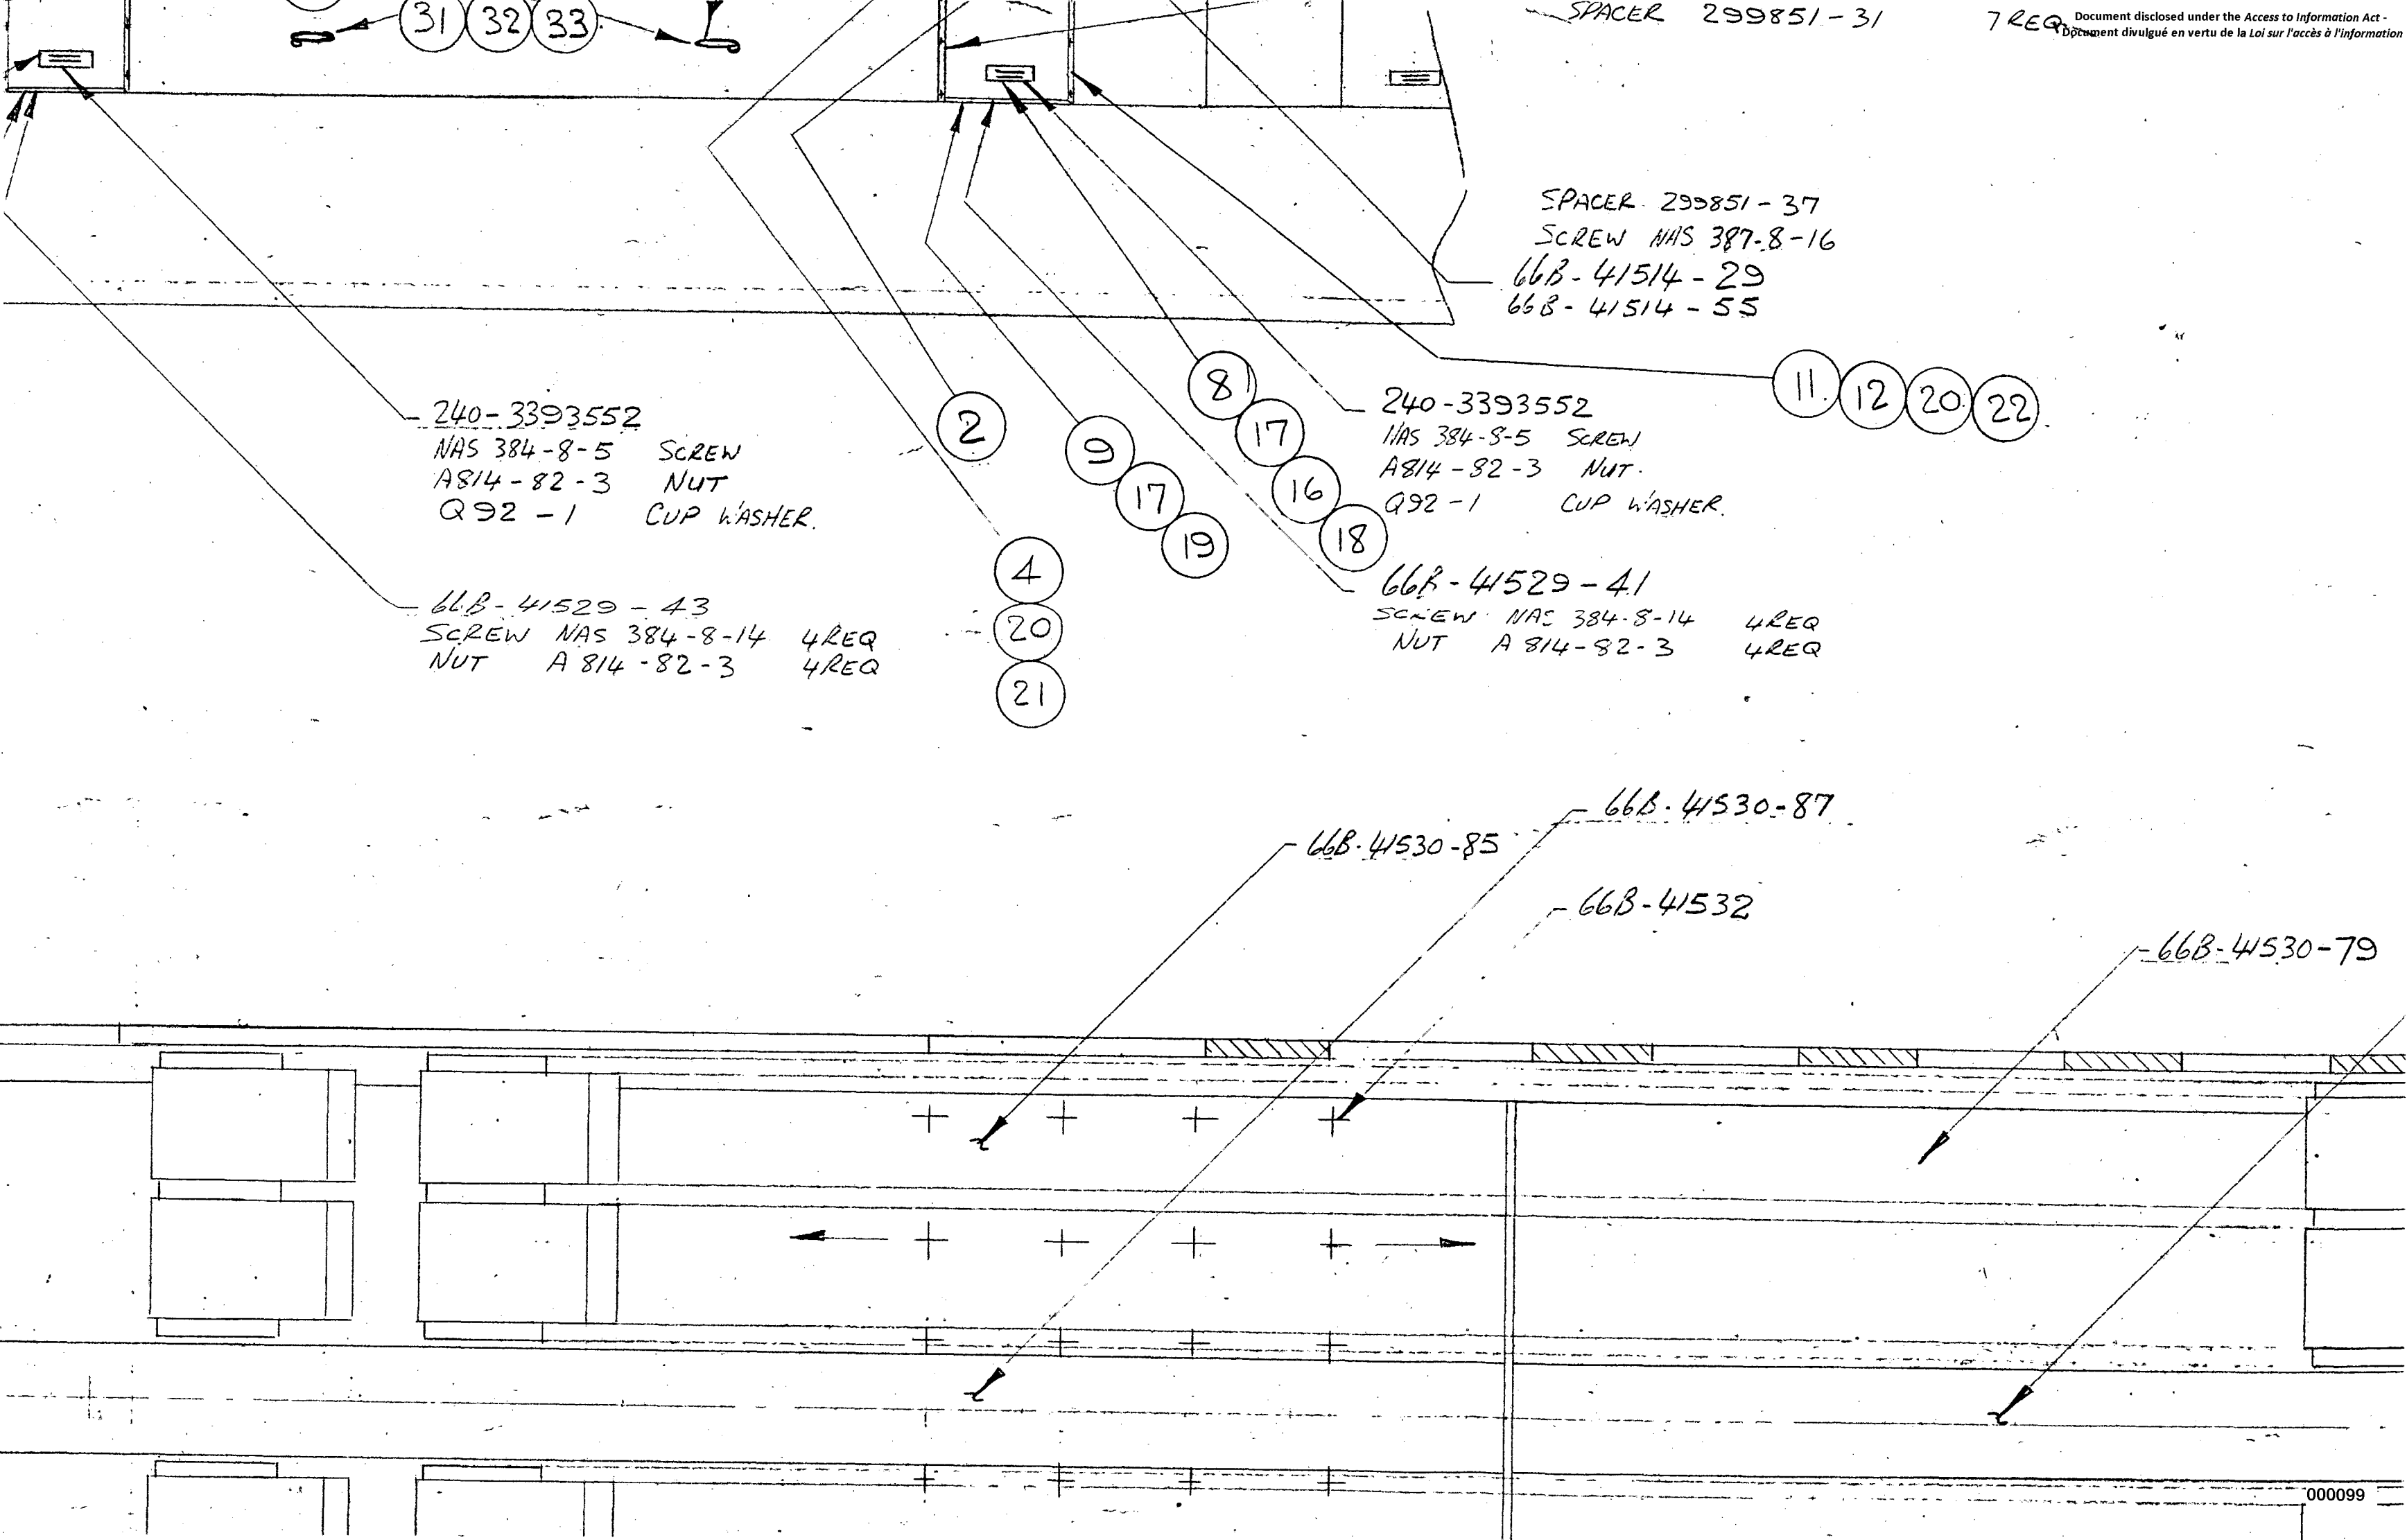 31 32 33
SPACER 299851-31 7 REQ
Document disclosed under the Access to Information Act -
Document divulgué en vertu de la Loi sur l'accès à l'information
SPACER 299851-37
SCREW NAS 387-8-16
66B-41514-29
66B-41514-55
11 12 20 22
240-3393552
NAS 384-8-5 SCREW
A814-82-3 NUT
Q92-1 CUP WASHER.
2
9
17
19
8
17
16
18
240-3393552
NAS 384-8-5 SCREW
A814-82-3 NUT.
Q92-1 CUP WASHER.
66B-41529-43
SCREW NAS 384-8-14 4REQ
NUT A 814-82-3 4REQ
4
20
21
66B-41529-41
SCREW NAS 384-8-14 4REQ
NUT A 814-82-3 4REQ
66B-41530-87
66B-41530-85
66B-41532
66B-41530-79
000099